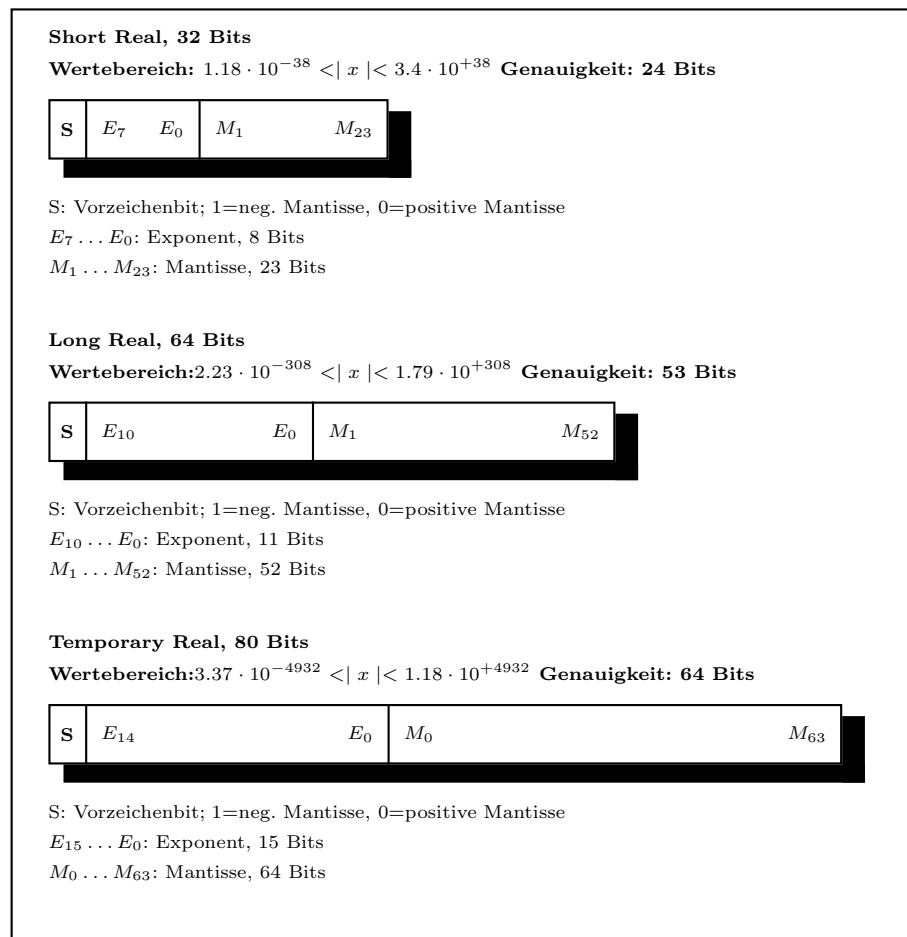 Short Real, 32 Bits
Wertebereich: 1.18 · 10⁻³⁸ <| x |< 3.4 · 10⁺³⁸ Genauigkeit: 24 Bits
S E₇ E₀ M₁ M₂₃
S: Vorzeichenbit; 1=neg. Mantisse, 0=positive Mantisse
E₇ … E₀: Exponent, 8 Bits
M₁ … M₂₃: Mantisse, 23 Bits
Long Real, 64 Bits
Wertebereich:2.23 · 10⁻³⁰⁸ <| x |< 1.79 · 10⁺³⁰⁸ Genauigkeit: 53 Bits
S E₁₀ E₀ M₁ M₅₂
S: Vorzeichenbit; 1=neg. Mantisse, 0=positive Mantisse
E₁₀ … E₀: Exponent, 11 Bits
M₁ … M₅₂: Mantisse, 52 Bits
Temporary Real, 80 Bits
Wertebereich:3.37 · 10⁻⁴⁹³² <| x |< 1.18 · 10⁺⁴⁹³² Genauigkeit: 64 Bits
S E₁₄ E₀ M₀ M₆₃
S: Vorzeichenbit; 1=neg. Mantisse, 0=positive Mantisse
E₁₅ … E₀: Exponent, 15 Bits
M₀ … M₆₃: Mantisse, 64 Bits